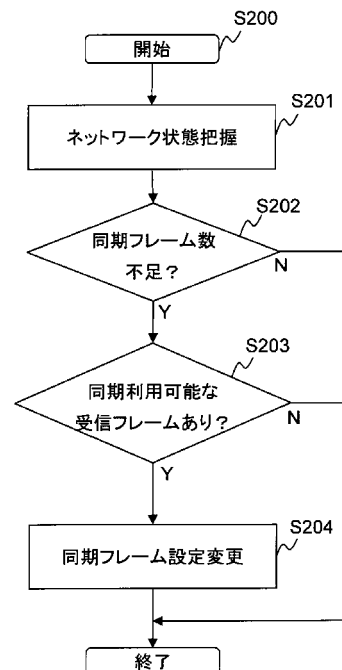 S200
開始
S201
ネットワーク状態把握
S202
同期フレーム数
不足？
N
Y
S203
同期利用可能な
受信フレームあり？
N
Y
S204
同期フレーム設定変更
終了